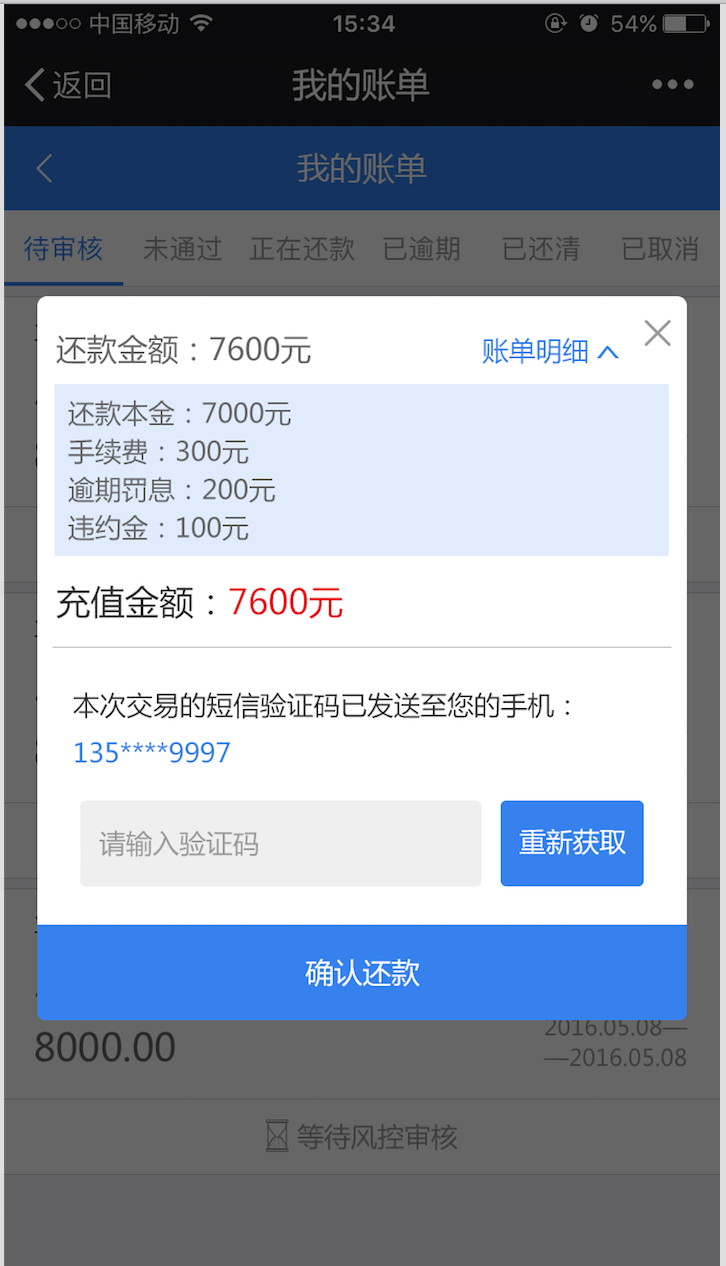 中国移动 15:34 54%
返回 我的账单
我的账单
待审核 未通过 正在还款 已逾期 已还清 已取消
还款金额：7600元 账单明细
还款本金：7000元
手续费：300元
逾期罚息：200元
违约金：100元
充值金额：7600元
本次交易的短信验证码已发送至您的手机：
135****9997
请输入验证码 重新获取
确认还款
2016.05.08—
8000.00 —2016.05.08
等待风控审核